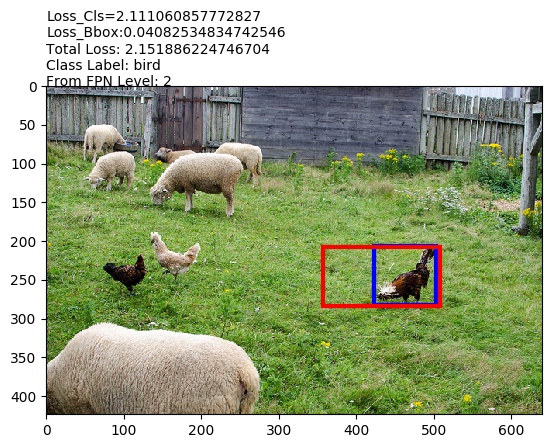 Loss_Cls=2.111060857772827
Loss_Bbox:0.04082534834742546
Total Loss: 2.151886224746704
Class Label: bird
From FPN Level: 2
0
50
100
150
200
250
300
350
400
0 100 200 300 400 500 600